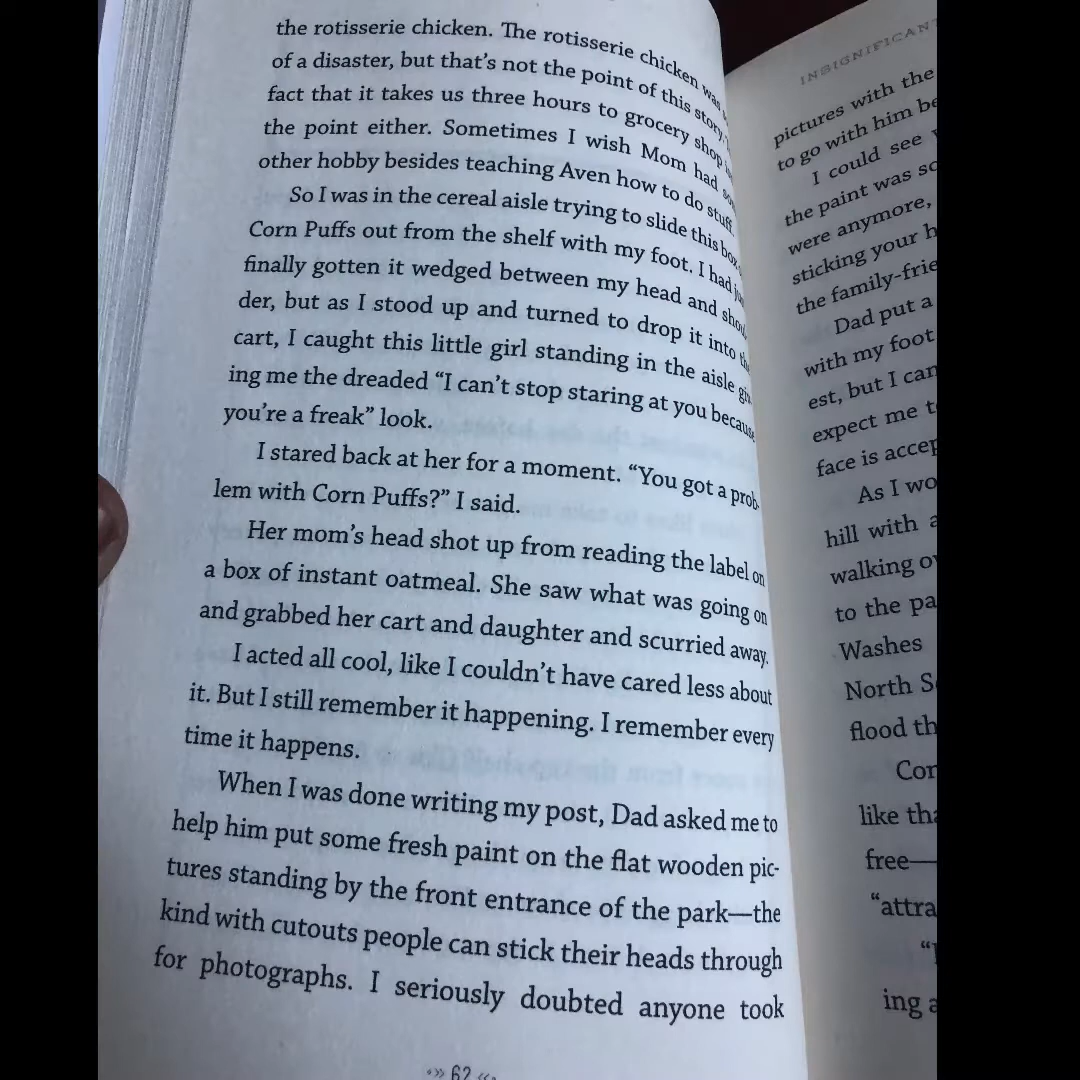 the rotisserie chicken. The rotisserie chicken was
of a disaster, but that's not the point of this story.
fact that it takes us three hours to grocery shop
the point either. Sometimes I wish Mom had
other hobby besides teaching Aven how to do stuff.
So I was in the cereal aisle trying to slide this box
Corn Puffs out from the shelf with my foot. I had
finally gotten it wedged between my head and
der, but as I stood up and turned to drop it into
cart, I caught this little girl standing in the aisle
ing me the dreaded “I can't stop staring at you because
you're a freak” look.
I stared back at her for a moment. “You got a prob-
lem with Corn Puffs?” I said.
Her mom's head shot up from reading the label on
a box of instant oatmeal. She saw what was going on
and grabbed her cart and daughter and scurried away.
I acted all cool, like I couldn't have cared less about
it. But I still remember it happening. I remember every
time it happens.
When I was done writing my post, Dad asked me to
help him put some fresh paint on the flat wooden pic-
tures standing by the front entrance of the park—the
kind with cutouts people can stick their heads through
for photographs. I seriously doubted anyone took
62
INSIGNIFICANT
pictures with the
to go with him
I could see
the paint was
were anymore,
sticking your
the family-
Dad put a
with my foot
est, but I can
expect me
face is
As I
hill with
walking
to the
Washes
North
flood
like
free—
ing